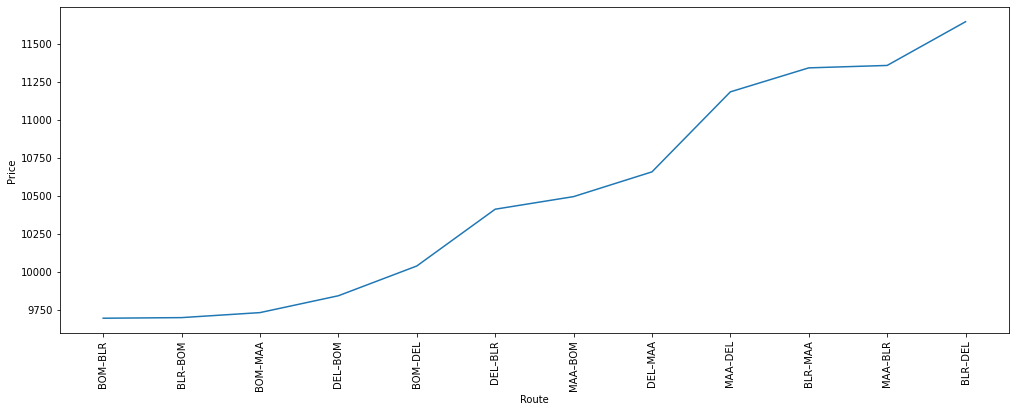 Price
11500
11250
11000
10750
10500
10250
10000
9750
BOM–BLR
BLR–BOM
BOM–MAA
DEL–BOM
BOM–DEL
DEL–BLR
MAA–BOM
DEL–MAA
MAA–DEL
BLR–MAA
MAA–BLR
BLR–DEL
Route